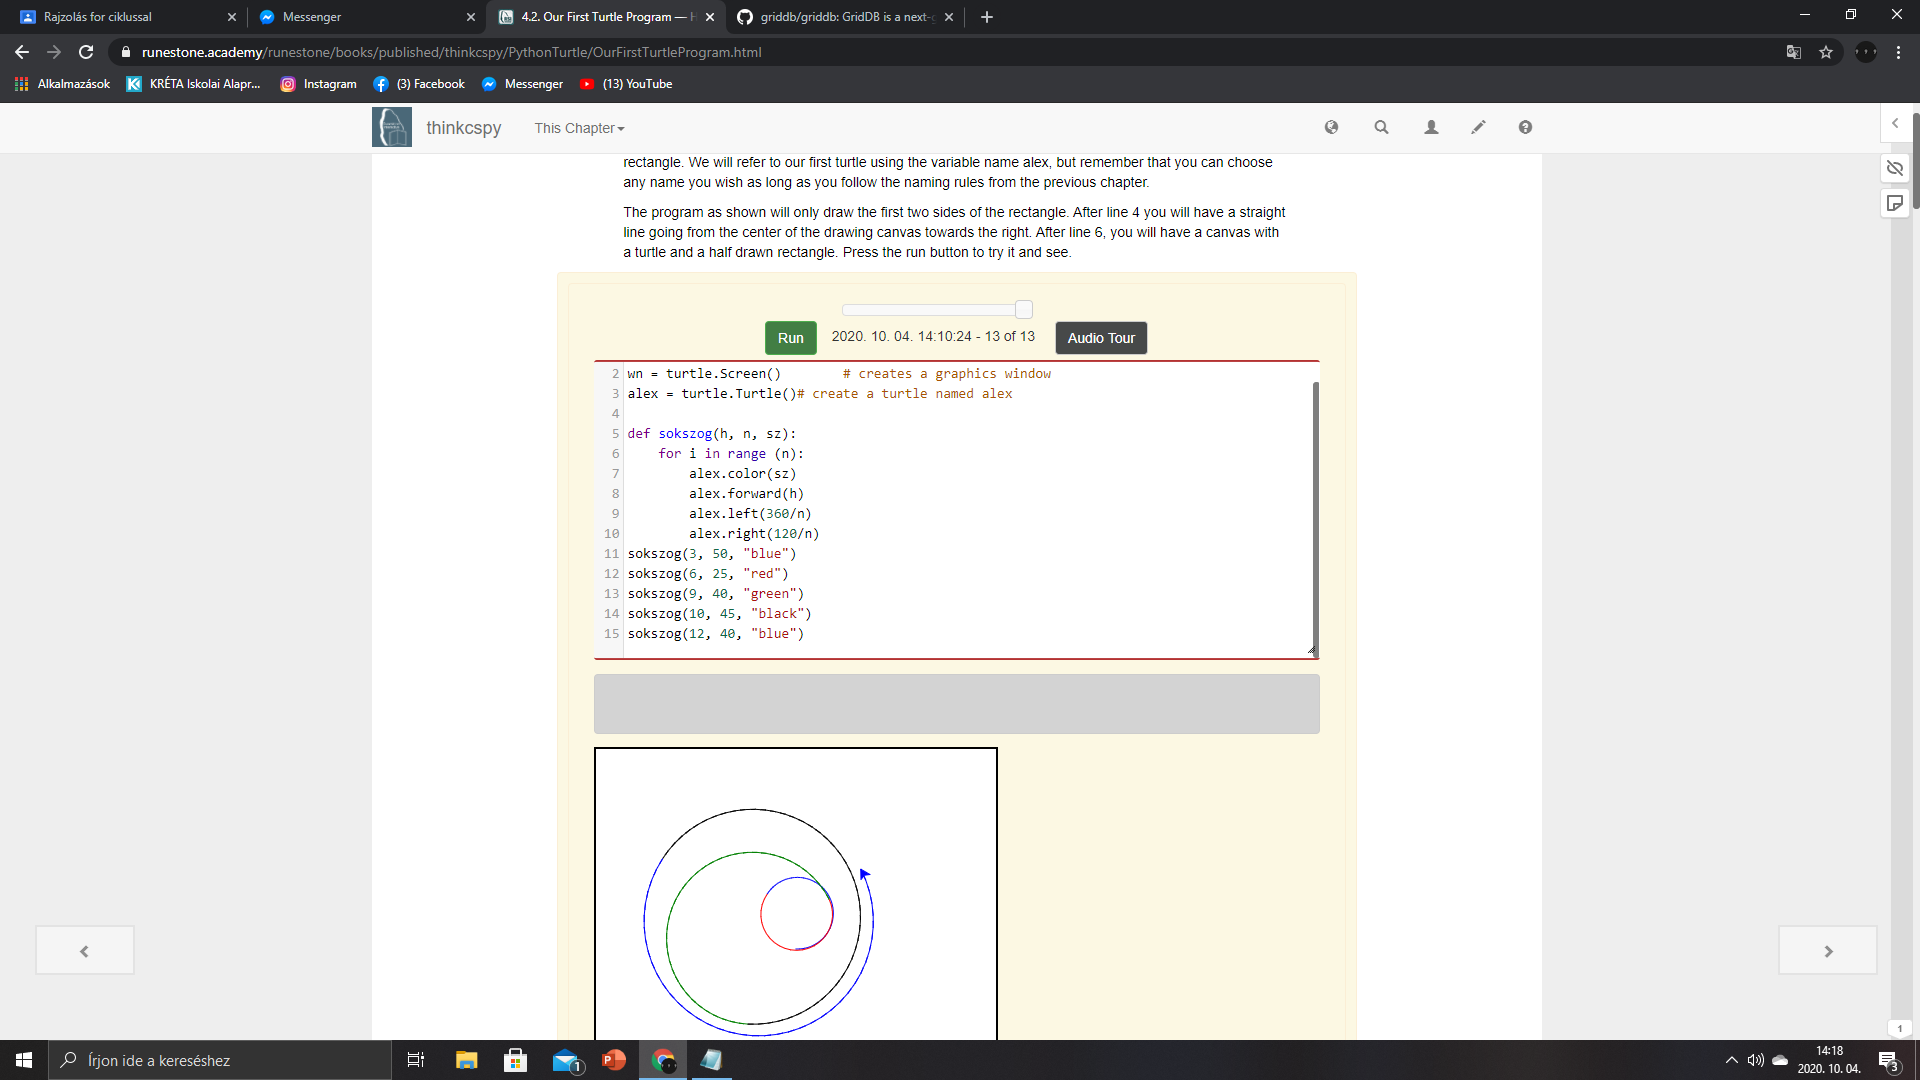 Rajzolás for ciklussal
Messenger
4.2. Our First Turtle Program — H
griddb/griddb: GridDB is a next-g
runestone.academy/runestone/books/published/thinkcspy/PythonTurtle/OurFirstTurtleProgram.html
Alkalmazások
KRÉTA Iskolai Alapr...
Instagram
(3) Facebook
Messenger
(13) YouTube
thinkcspy
This Chapter
rectangle. We will refer to our first turtle using the variable name alex, but remember that you can choose
any name you wish as long as you follow the naming rules from the previous chapter.
The program as shown will only draw the first two sides of the rectangle. After line 4 you will have a straight
line going from the center of the drawing canvas towards the right. After line 6, you will have a canvas with
a turtle and a half drawn rectangle. Press the run button to try it and see.
Run
2020. 10. 04. 14:10:24 - 13 of 13
Audio Tour
2 wn = turtle.Screen()        # creates a graphics window
3 alex = turtle.Turtle()# create a turtle named alex
4
5 def sokszog(h, n, sz):
6     for i in range (n):
7         alex.color(sz)
8         alex.forward(h)
9         alex.left(360/n)
10         alex.right(120/n)
11 sokszog(3, 50, "blue")
12 sokszog(6, 25, "red")
13 sokszog(9, 40, "green")
14 sokszog(10, 45, "black")
15 sokszog(12, 40, "blue")
1
Írjon ide a kereséshez
1
14:18
2020. 10. 04.
3